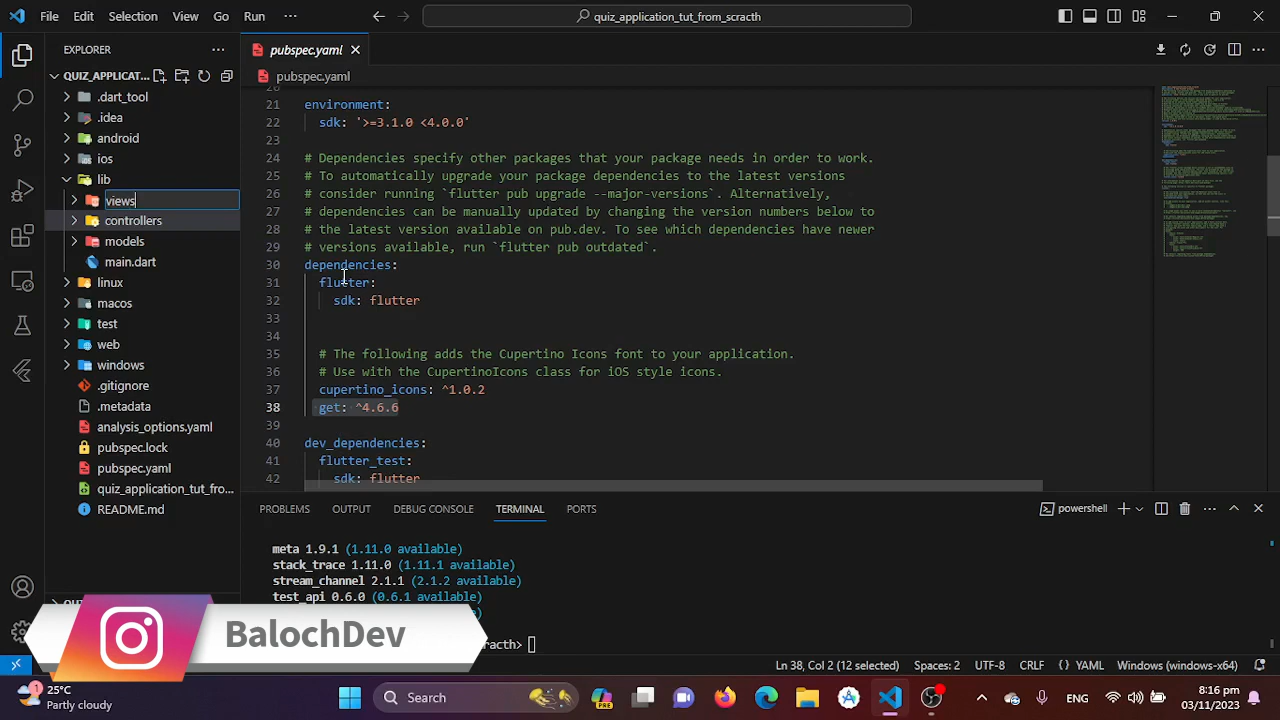 File Edit Selection View Go Run
quiz_application_tut_from_scracth
EXPLORER
QUIZ_APPLICAT...
.dart_tool
.idea
android
ios
lib
views
controllers
models
main.dart
linux
macos
test
web
windows
.gitignore
.metadata
analysis_options.yaml
pubspec.lock
pubspec.yaml
quiz_application_tut_fro...
README.md
pubspec.yaml
pubspec.yaml
21 environment:
22 sdk: '>=3.1.0 <4.0.0'
23
24 # Dependencies specify other packages that your package needs in order to work.
25 # To automatically upgrade your package dependencies to the latest versions
26 # consider running `flutter pub upgrade --major-versions`. Alternatively,
27 # dependencies can be manually updated by changing the version numbers below to
28 # the latest version available on pub.dev. To see which dependencies have newer
29 # versions available, run `flutter pub outdated`.
30 dependencies:
31 flutter:
32 sdk: flutter
33
34
35 # The following adds the Cupertino Icons font to your application.
36 # Use with the CupertinoIcons class for iOS style icons.
37 cupertino_icons: ^1.0.2
38 get: ^4.6.6
39
40 dev_dependencies:
41 flutter_test:
42 sdk: flutter
PROBLEMS OUTPUT DEBUG CONSOLE TERMINAL PORTS
powershell
meta 1.9.1 (1.11.0 available)
stack_trace 1.11.0 (1.11.1 available)
stream_channel 2.1.1 (2.1.2 available)
test_api 0.6.0 (0.6.1 available)
racth>
BalochDev
Ln 38, Col 2 (12 selected) Spaces: 2 UTF-8 CRLF {} YAML Windows (windows-x64)
1
25°C
Partly cloudy
Search
PRE
ENG
8:16 pm
03/11/2023